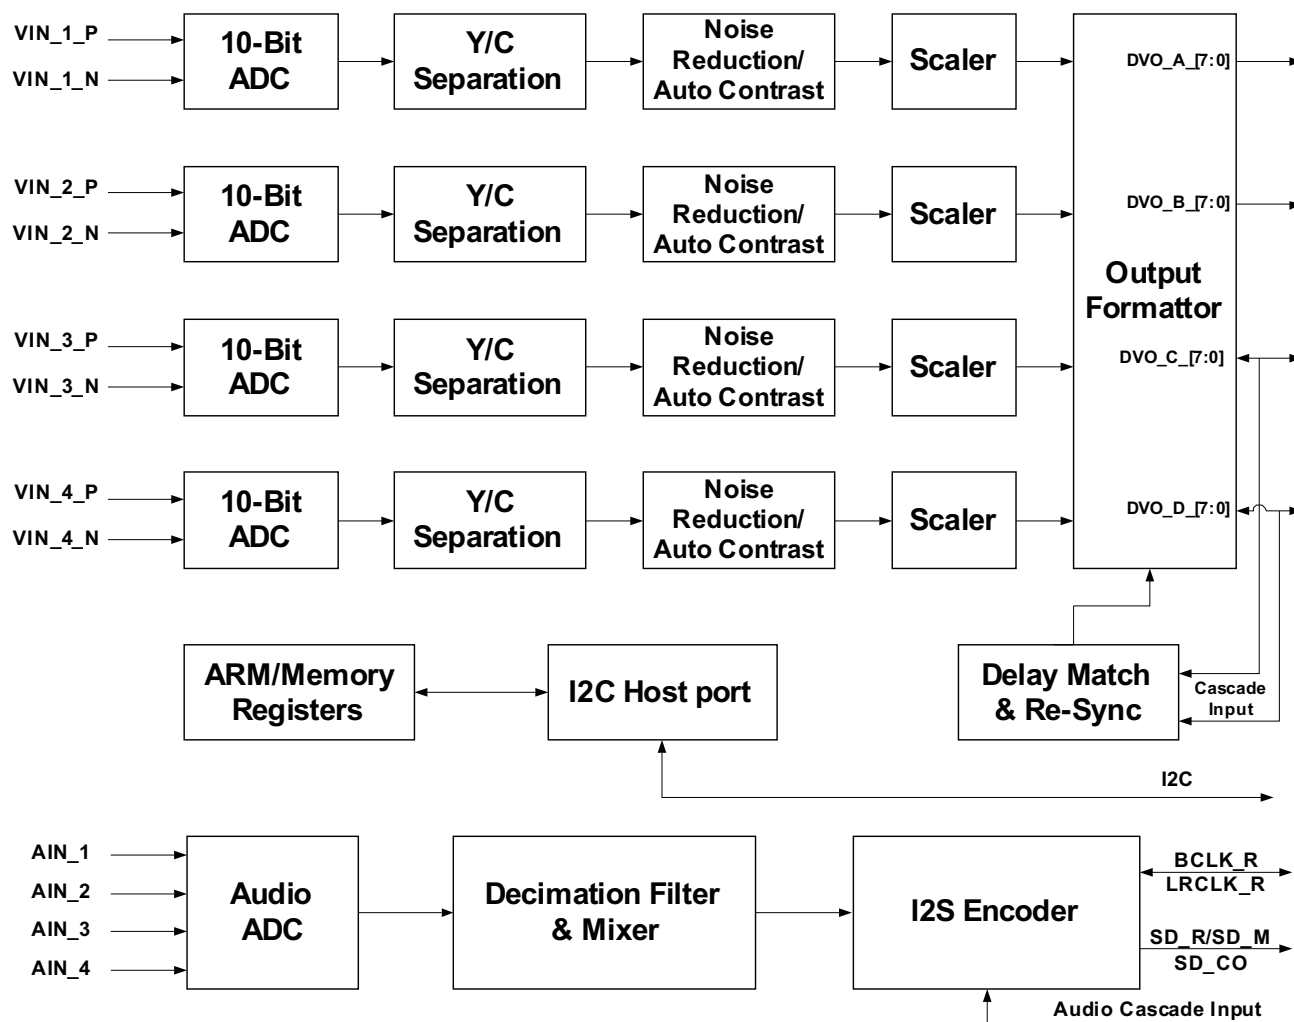 VIN_1_P
VIN_1_N
10-Bit
ADC
Y/C
Separation
Noise
Reduction/
Auto Contrast
Scaler
DVO_A_[7:0]
VIN_2_P
VIN_2_N
10-Bit
ADC
Y/C
Separation
Noise
Reduction/
Auto Contrast
Scaler
DVO_B_[7:0]
Output
Formattor
VIN_3_P
VIN_3_N
10-Bit
ADC
Y/C
Separation
Noise
Reduction/
Auto Contrast
Scaler
DVO_C_[7:0]
VIN_4_P
VIN_4_N
10-Bit
ADC
Y/C
Separation
Noise
Reduction/
Auto Contrast
Scaler
DVO_D_[7:0]
ARM/Memory
Registers
I2C Host port
Delay Match
& Re-Sync
Cascade
Input
I2C
AIN_1
AIN_2
AIN_3
AIN_4
Audio
ADC
Decimation Filter
& Mixer
I2S Encoder
BCLK_R
LRCLK_R
SD_R/SD_M
SD_CO
Audio Cascade Input